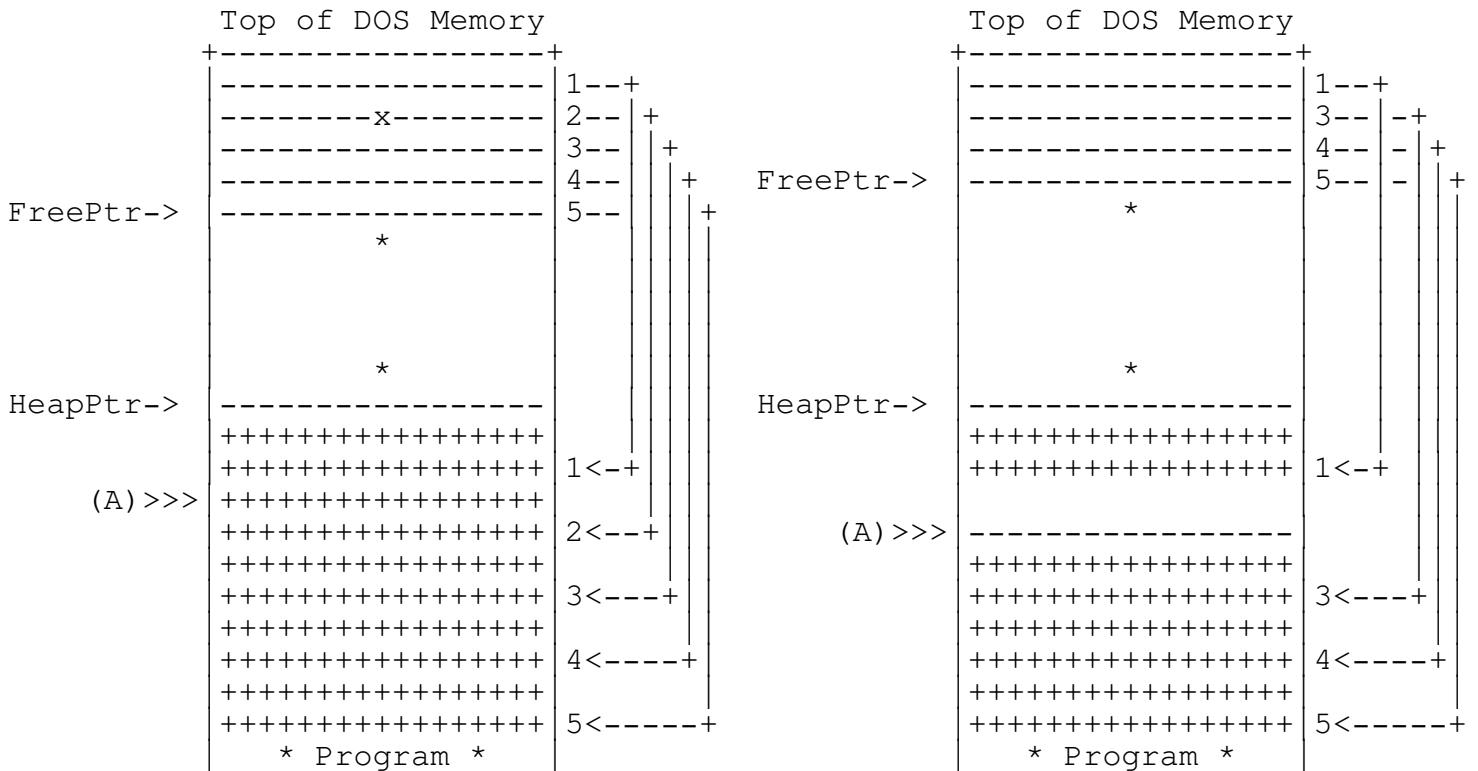 Top of DOS Memory Top of DOS Memory
+-----------------+ +---------------+
| ----------------- | 1--+ | ----------------- | 1--+
| --------x-------- | 2-- | + | ----------------- | 3-- | -+
| ----------------- | 3-- + | ----------------- | 4-- - +
| ----------------- | 4-- + FreePtr-> | ----------------- | 5-- - +
FreePtr-> | ----------------- | 5-- + | * |
| * |
| * | | * |
HeapPtr-> | ----------------- | HeapPtr-> | ----------------- |
| +++++++++++++++++ | | +++++++++++++++++ |
| +++++++++++++++++ | 1<-+ | +++++++++++++++++ | 1<-+
(A)>>> | +++++++++++++++++ |
| +++++++++++++++++ | 2<--+ (A)>>> | ----------------- |
| +++++++++++++++++ | | +++++++++++++++++ |
| +++++++++++++++++ | 3<---+ | +++++++++++++++++ | 3<---+
| +++++++++++++++++ | | +++++++++++++++++ |
| +++++++++++++++++ | 4<----+ | +++++++++++++++++ | 4<----+
| +++++++++++++++++ | | +++++++++++++++++ |
| +++++++++++++++++ | 5<-----+ | +++++++++++++++++ | 5<-----+
| * Program * | | * Program * |